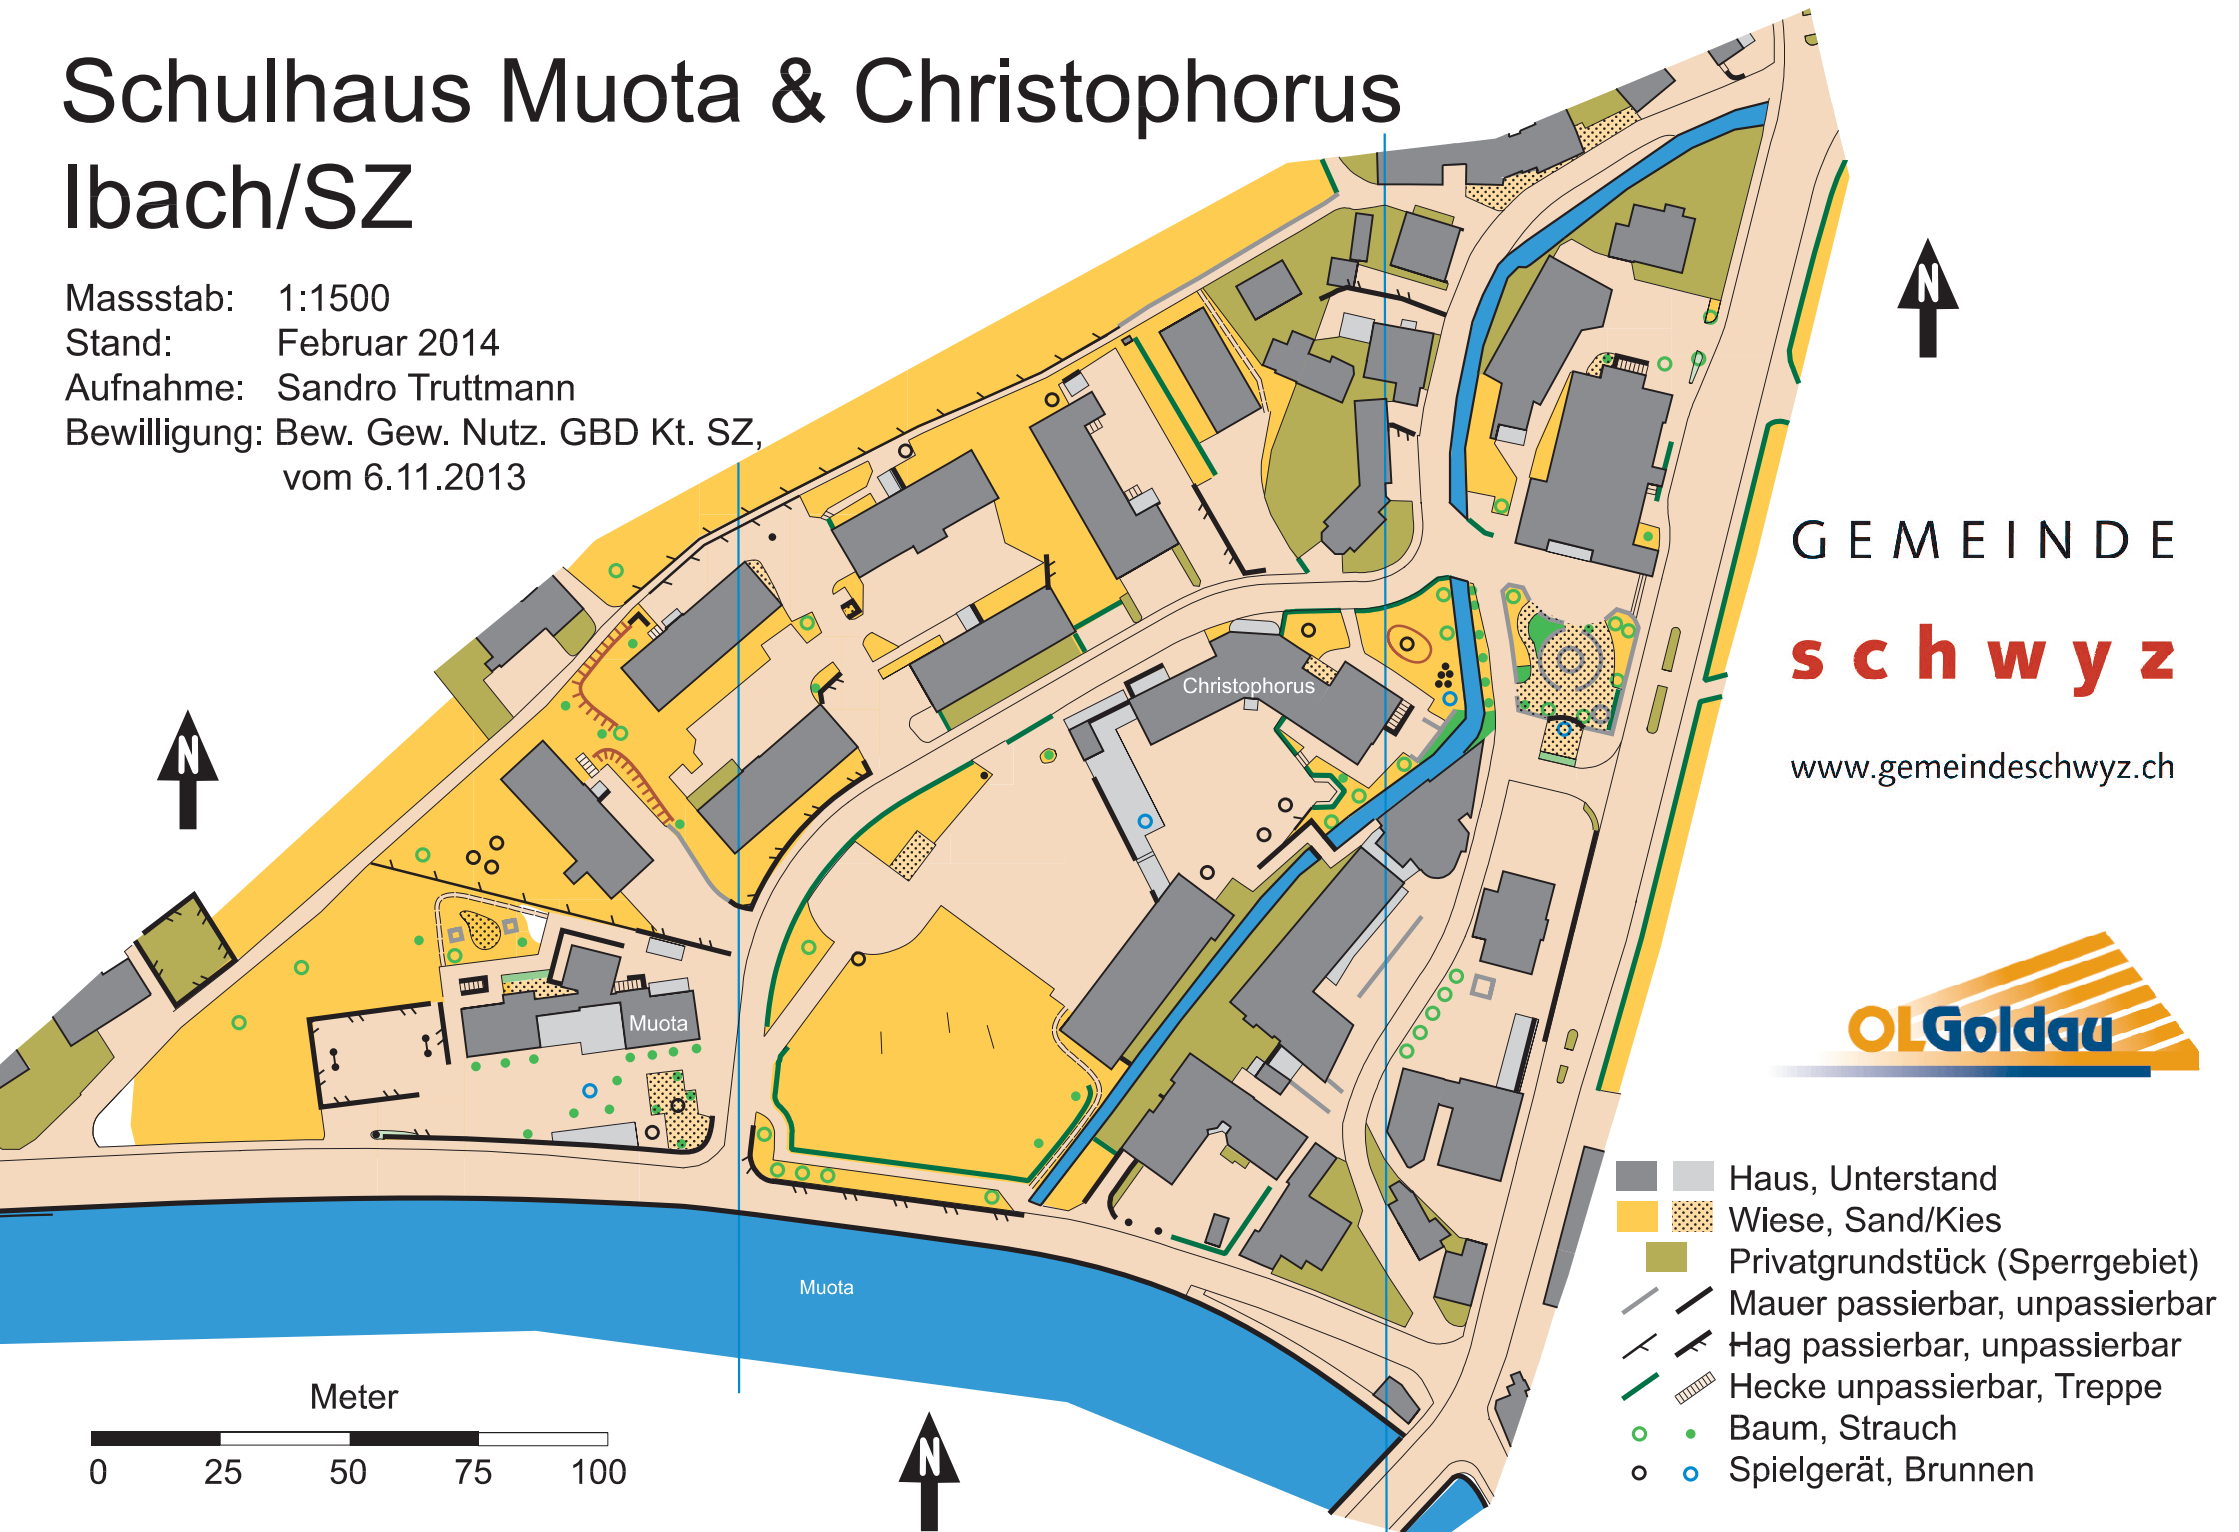 Schulhaus Muota & Christophorus
Ibach/SZ
Massstab: 1:1500
Stand: Februar 2014
Aufnahme: Sandro Truttmann
Bewilligung: Bew. Gew. Nutz. GBD Kt. SZ,
vom 6.11.2013
N
N
N
GEMEINDE
schwyz
www.gemeindeschwyz.ch
Christophorus
Muota
Muota
OLGoldau
Haus, Unterstand
Wiese, Sand/Kies
Privatgrundstück (Sperrgebiet)
Mauer passierbar, unpassierbar
Hag passierbar, unpassierbar
Hecke unpassierbar, Treppe
Baum, Strauch
Spielgerät, Brunnen
Meter
0 25 50 75 100